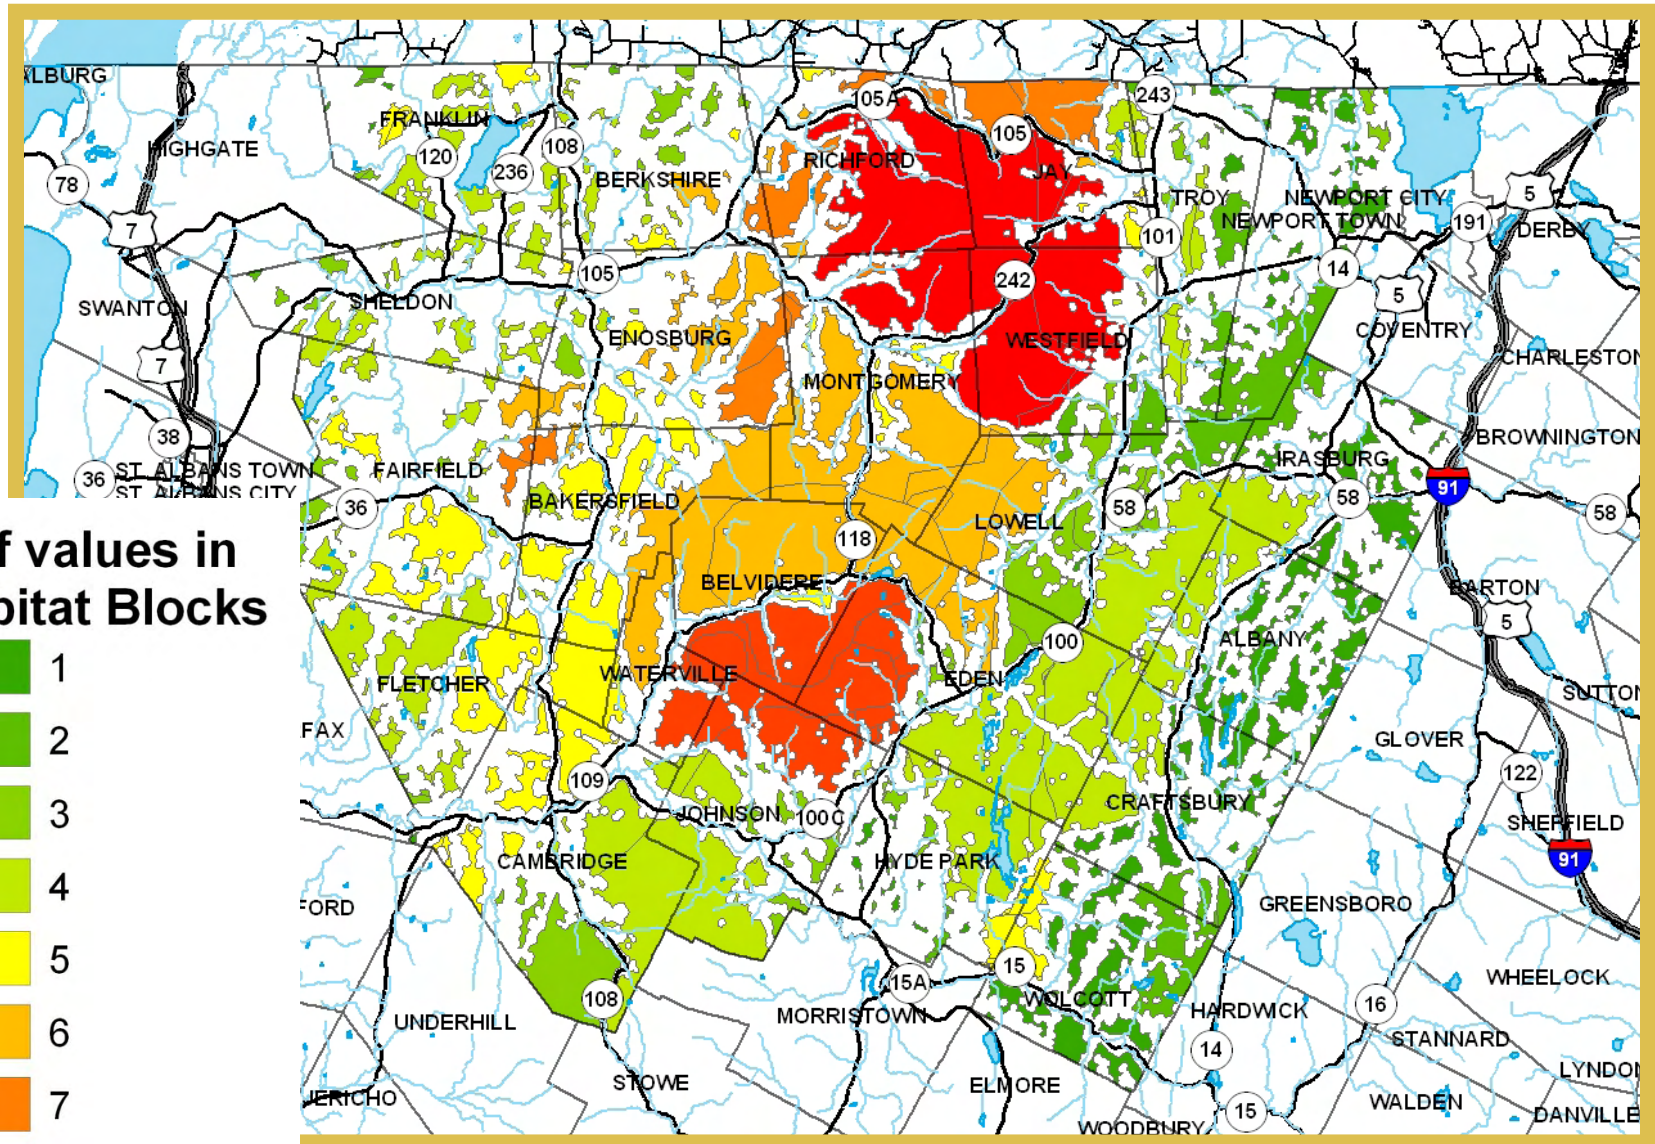 ALBURG
FRANKLIN
HIGHGATE
105A
243
105
108
120
236
78
RICHFORD
BERKSHIRE
JAY
TROY
NEWPORT CITY
NEWPORT TOWN
5
191
DERBY
7
101
105
242
14
SWANTON
SHELDON
5
ENOSBURG
WESTFIELD
COVENTRY
CHARLESTON
7
MONTGOMERY
38
BROWNINGTON
36
ST. ALBANS TOWN
ST. ALBANS CITY
FAIRFIELD
IRASBURG
BAKERSFIELD
91
36
58
58
58
LOWELL
118
f values in
bitat Blocks
BELVIDERE
BARTON
5
1
100
ALBANY
WATERVILLE
EDEN
FLETCHER
SUTTON
FAX
2
GLOVER
109
122
3
JOHNSON
100C
CRAFTSBURY
SHEFFIELD
CAMBRIDGE
HYDE PARK
91
4
FORD
GREENSBORO
5
15
15A
WHEELOCK
108
WOLCOTT
16
UNDERHILL
MORRISTOWN
HARDWICK
6
STANNARD
14
STOWE
ELMORE
LYNDON
JERICHO
7
15
WALDEN
DANVILLE
WOODBURY